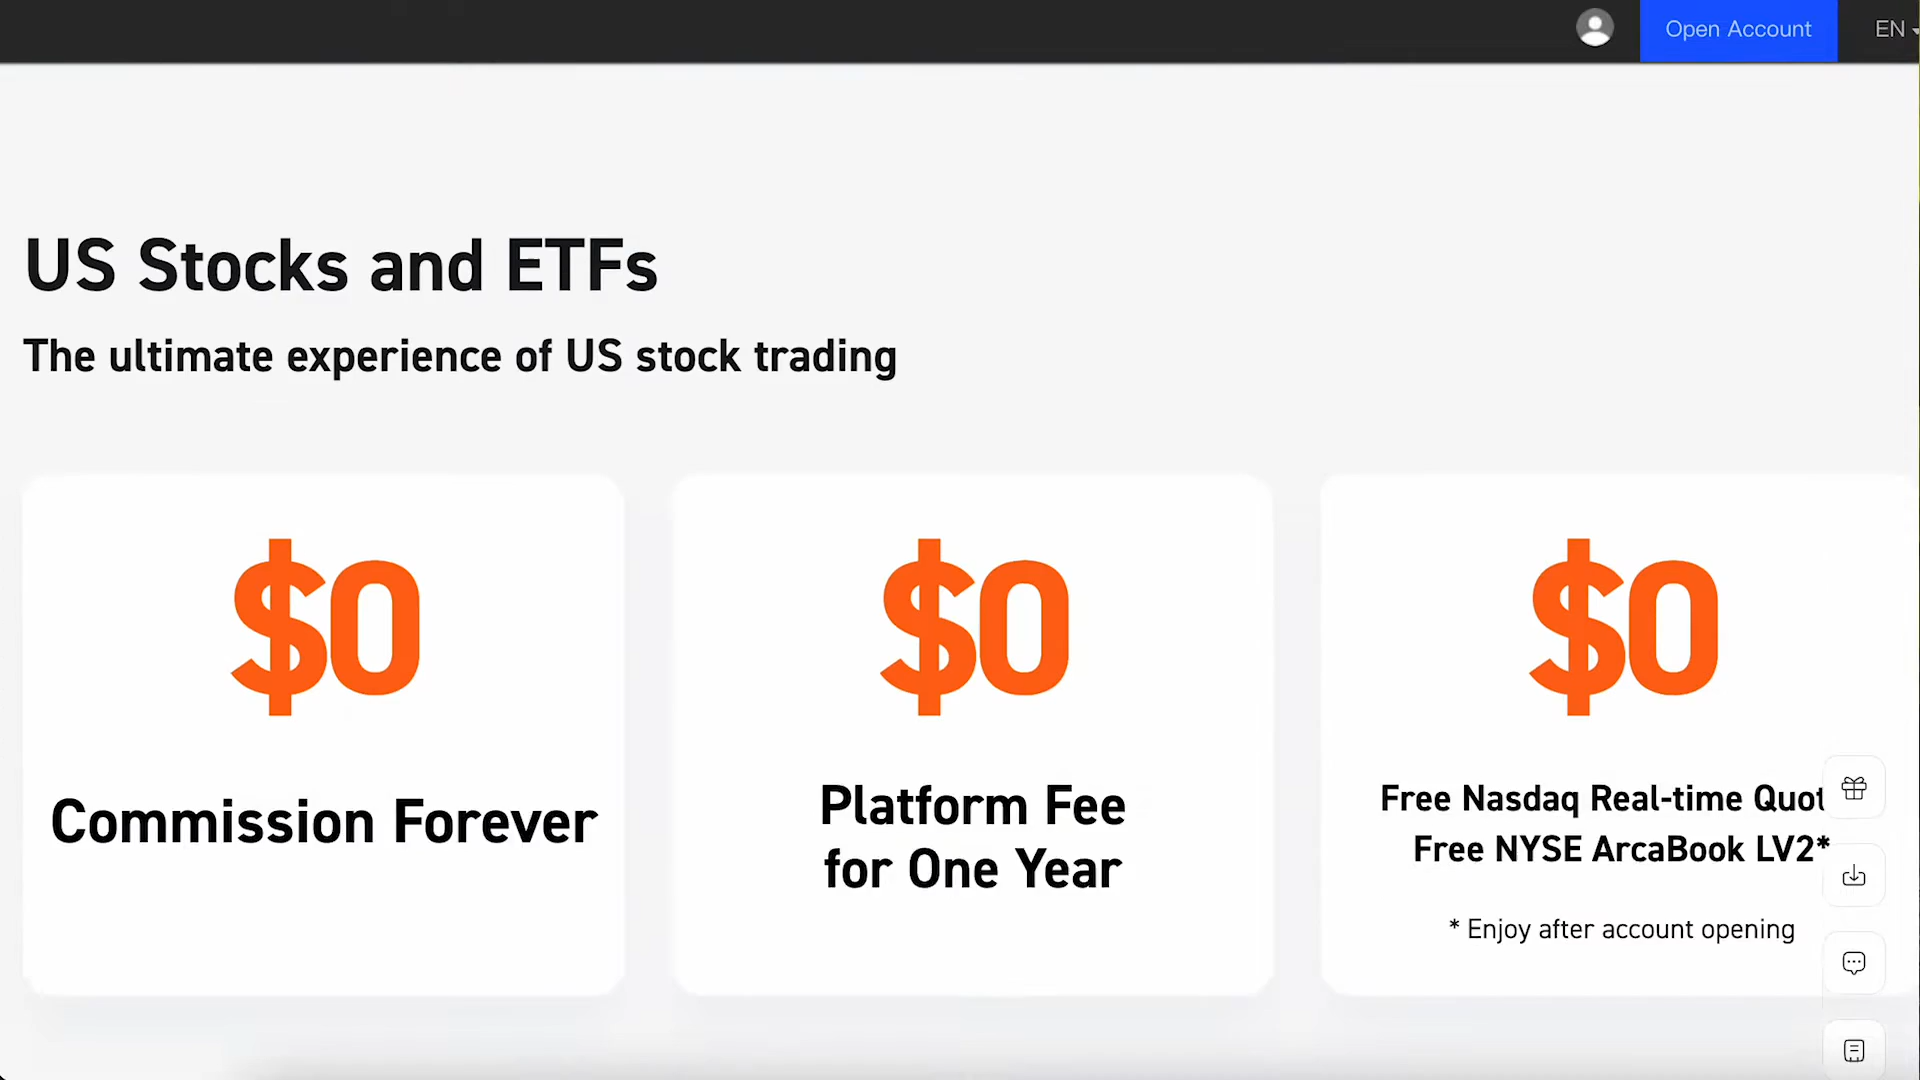 Open Account
EN
US Stocks and ETFs
The ultimate experience of US stock trading
$0
Commission Forever
$0
Platform Fee
for One Year
$0
Free Nasdaq Real-time
Free NYSE ArcaBook LV2*
* Enjoy after account opening